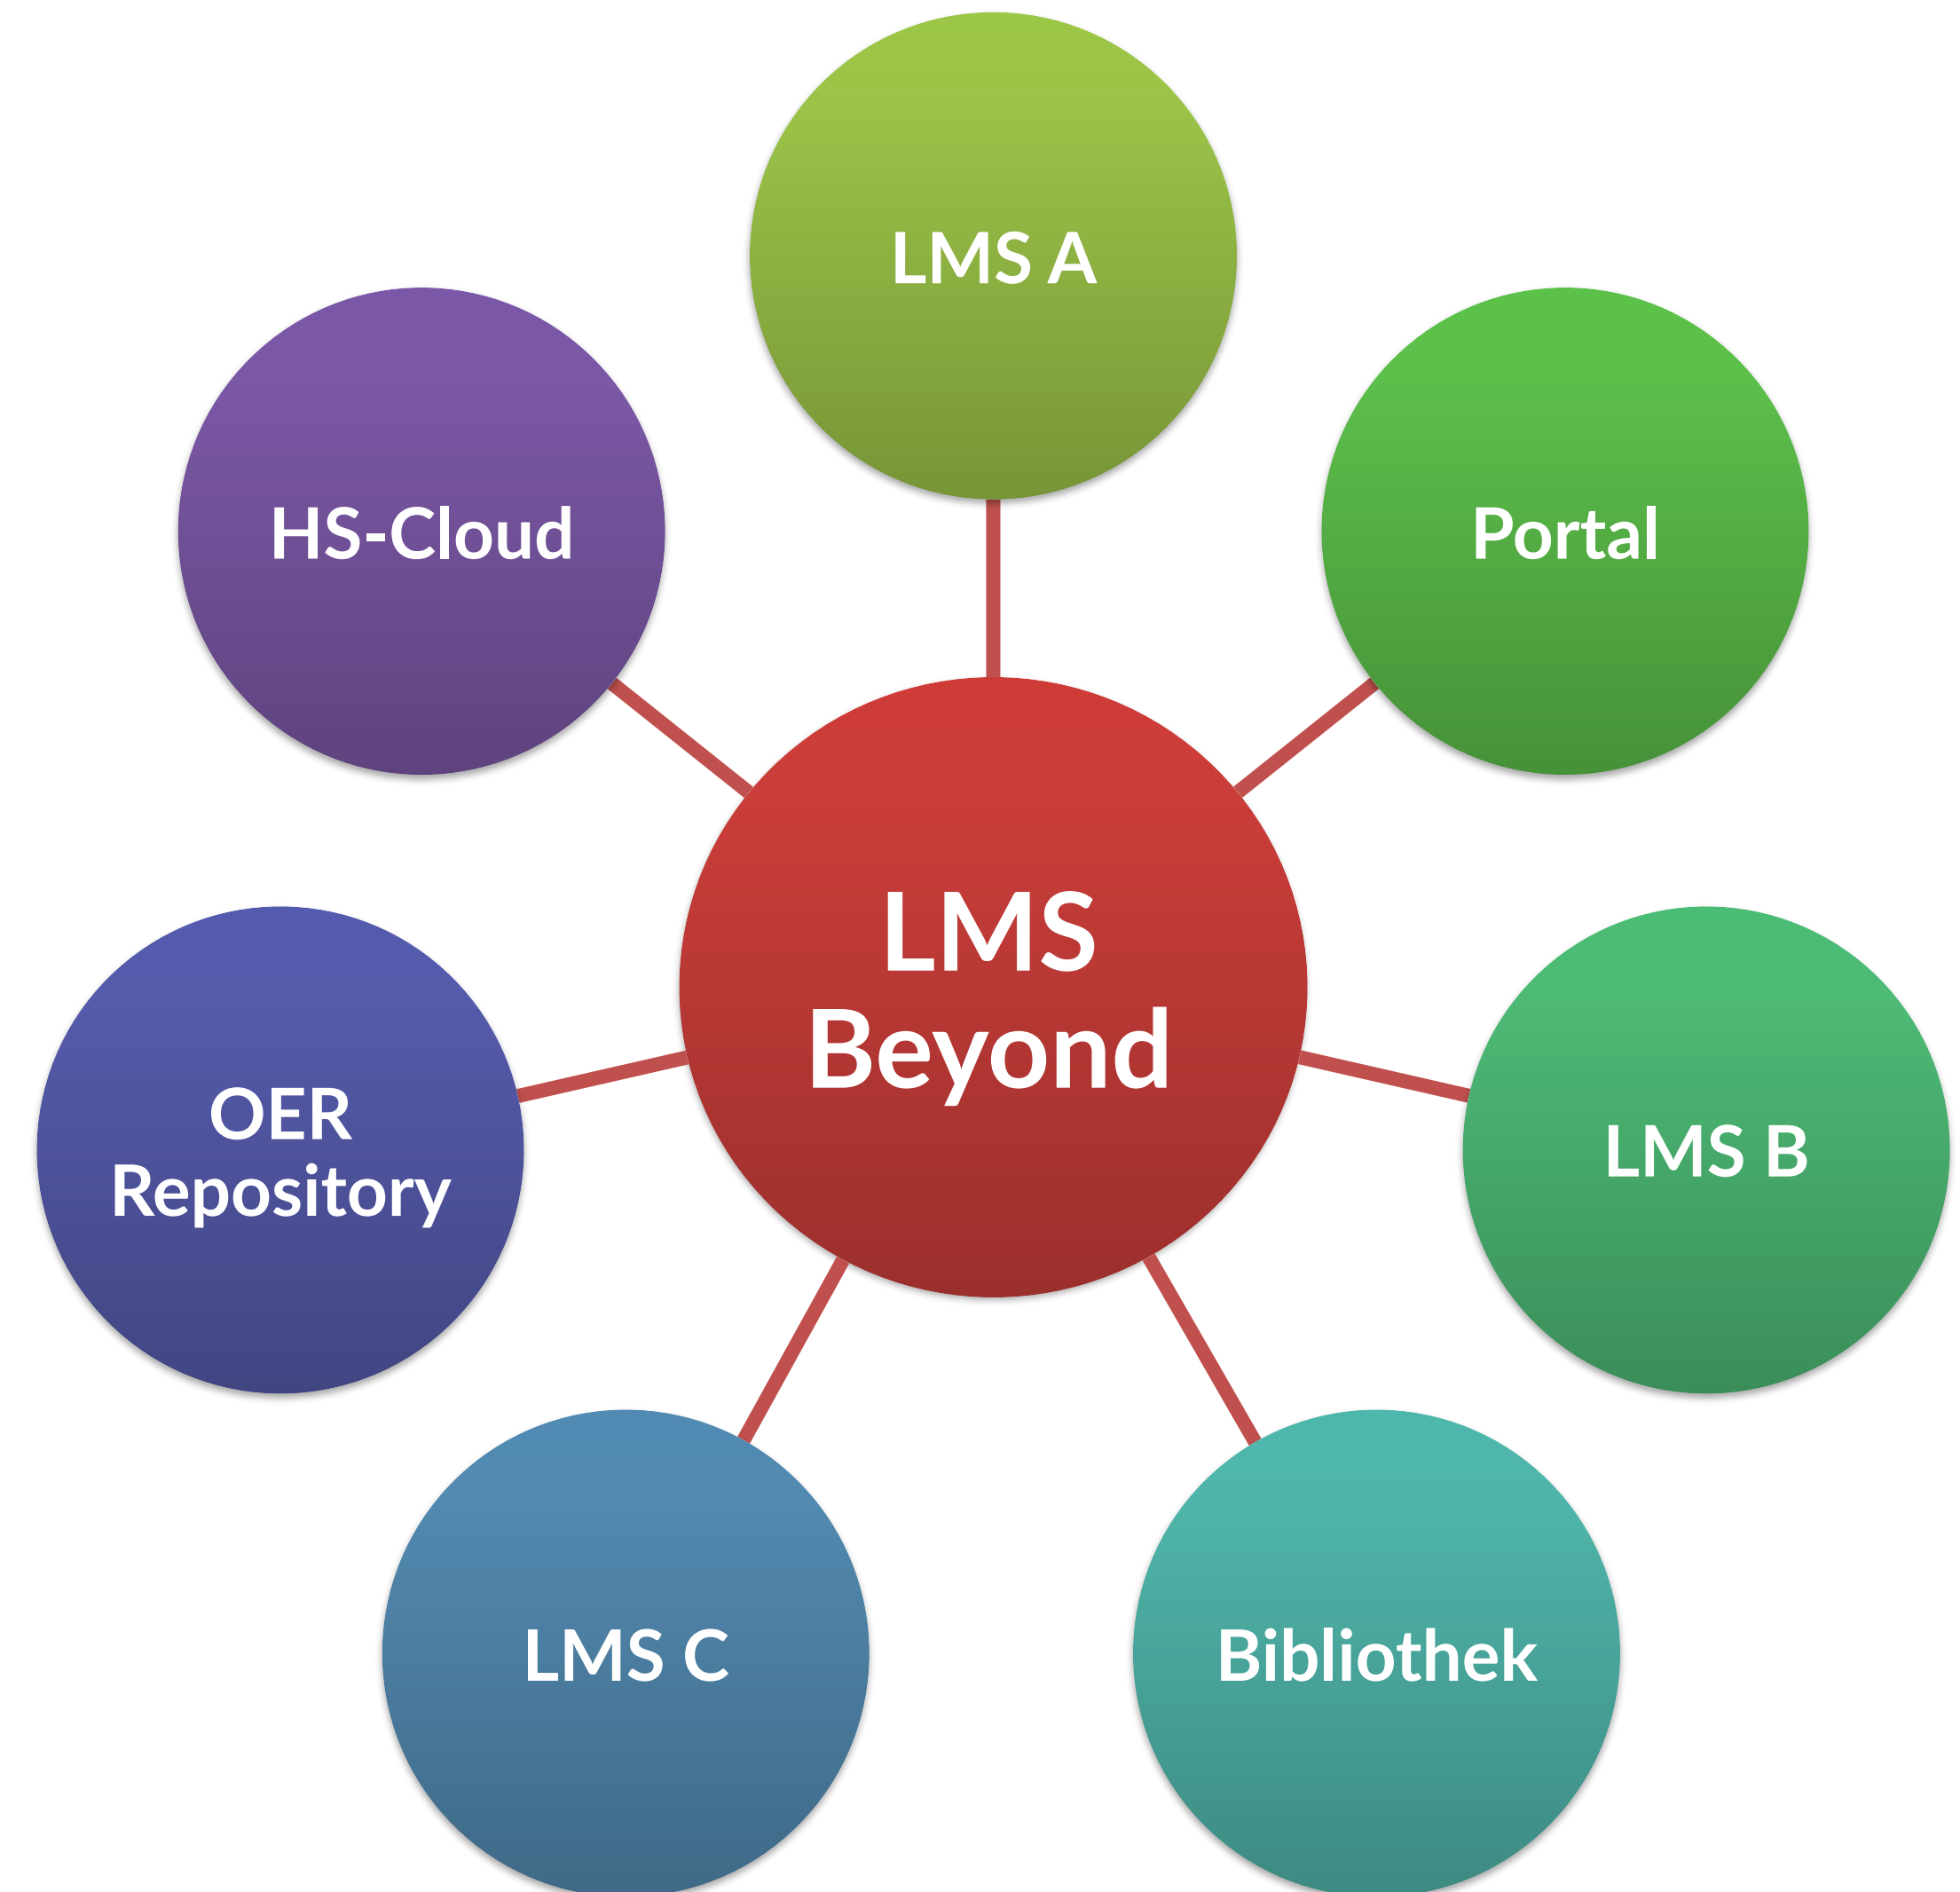 LMS A
HS-Cloud
Portal
LMS
Beyond
OER
Repository
LMS B
LMS C
Bibliothek